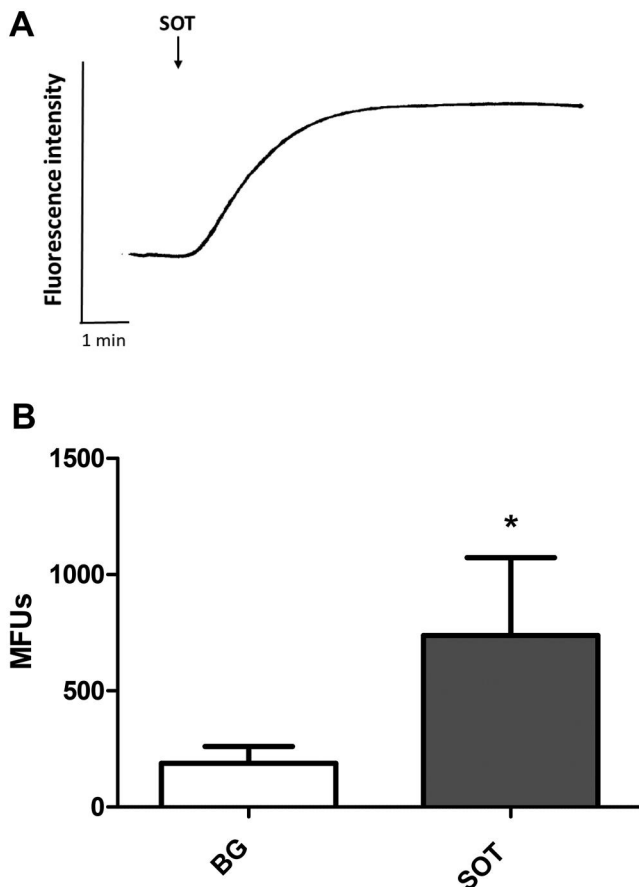 A
SOT
Fluorescence intensity
1 min
B
1500
*
1000
MFUs
500
0
BG
SOT